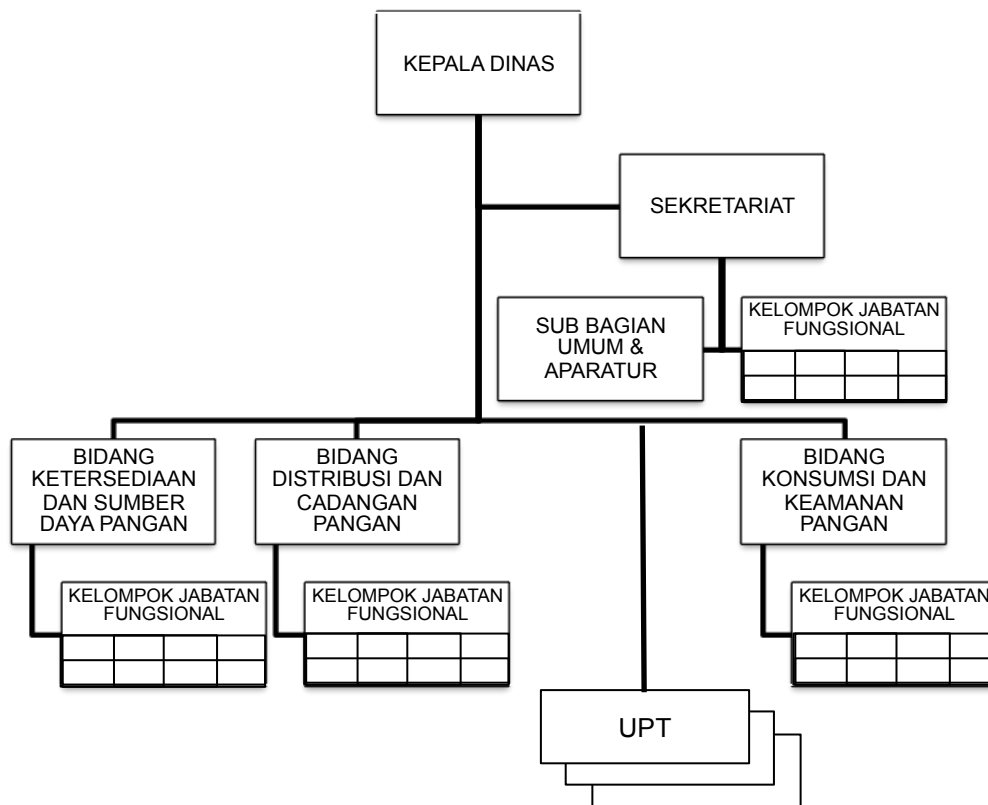 KEPALA DINAS
SEKRETARIAT
SUB BAGIAN
UMUM &
APARATUR
KELOMPOK JABATAN
FUNGSIONAL
BIDANG
KETERSEDIAAN
DAN SUMBER
DAYA PANGAN
BIDANG
DISTRIBUSI DAN
CADANGAN
PANGAN
BIDANG
KONSUMSI DAN
KEAMANAN
PANGAN
KELOMPOK JABATAN
FUNGSIONAL
KELOMPOK JABATAN
FUNGSIONAL
KELOMPOK JABATAN
FUNGSIONAL
UPT